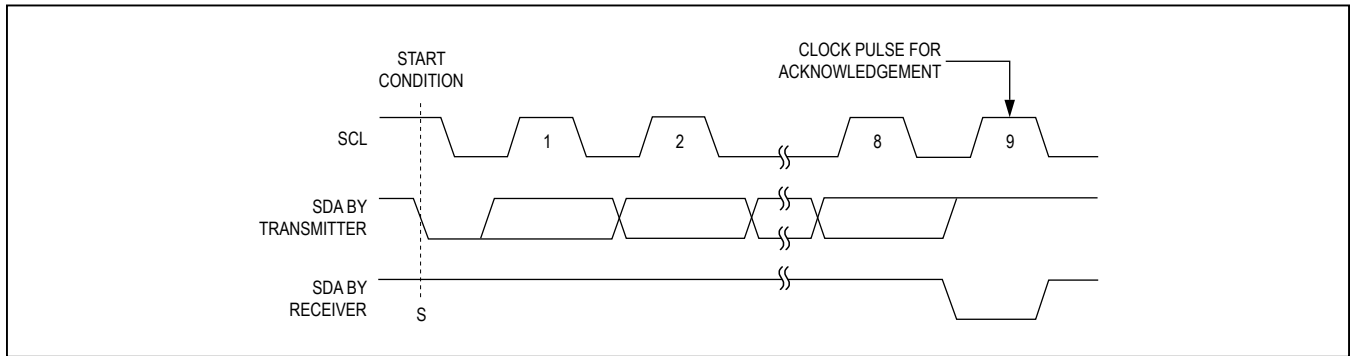 START
CONDITION
CLOCK PULSE FOR
ACKNOWLEDGEMENT
SCL
1
2
8
9
SDA BY
TRANSMITTER
SDA BY
RECEIVER
S